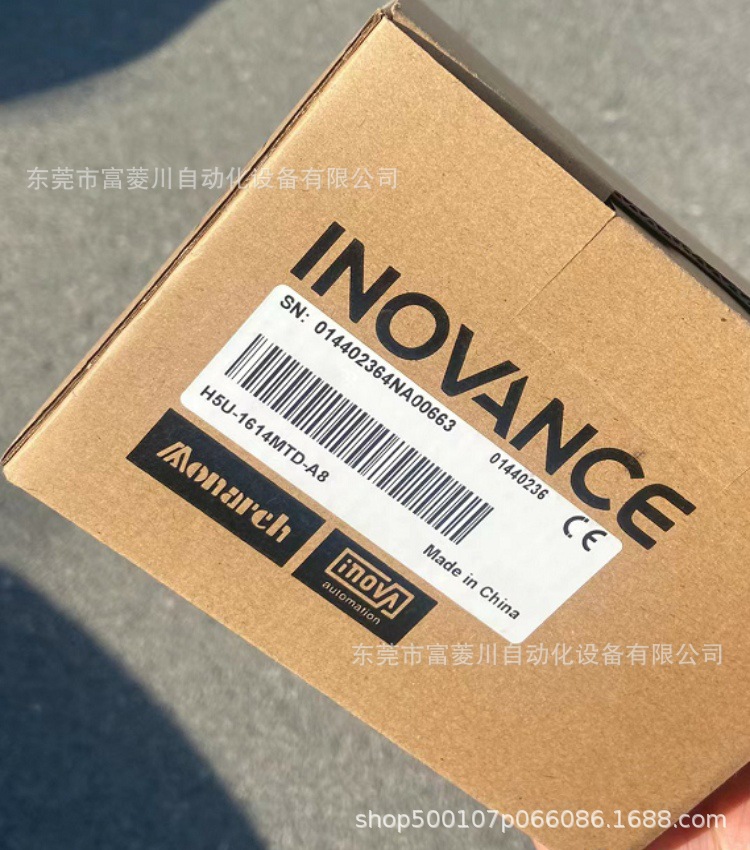 东莞市富菱川自动化设备有限公司
INOVANCE
SN: 014402364NA00663
01440236
H5U-1614MTD-A8
CE
Made in China
Monarch
inova
automation
东莞市富菱川自动化设备有限公司
shop500107p066086.1688.com